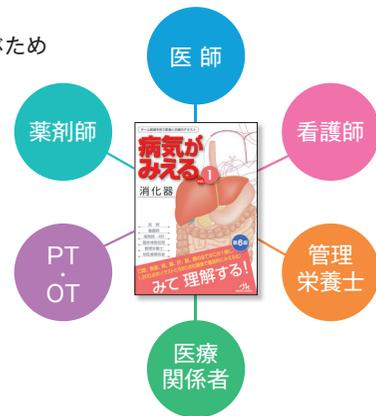 ぶため
医師
薬剤師
看護師
病気が
みえる
1
消化器
第6版
みて 理解する!
PT
・
OT
管理
栄養士
医療
関係者